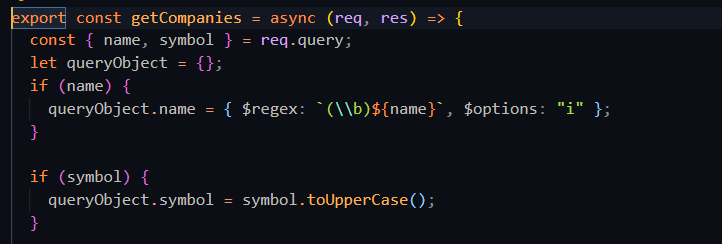 export const getCompanies = async (req, res) => {
  const { name, symbol } = req.query;
  let queryObject = {};
  if (name) {
    queryObject.name = { $regex: `(\\b)${name}`, $options: "i" };
  }

  if (symbol) {
    queryObject.symbol = symbol.toUpperCase();
  }